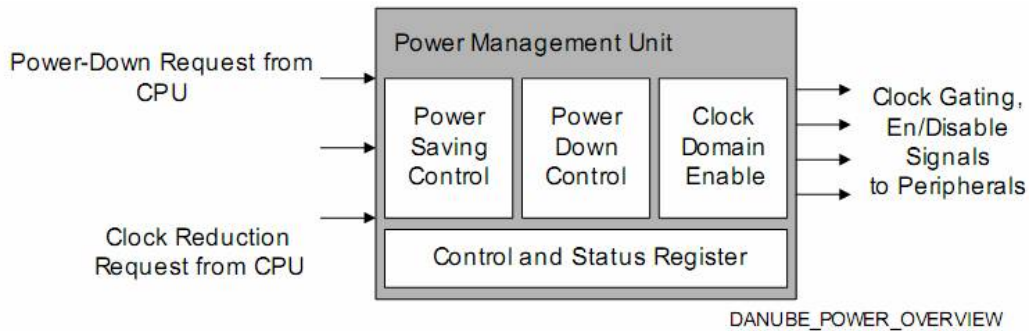 Power Management Unit
Power-Down Request from
CPU
Power
Saving
Control
Power
Down
Control
Clock
Domain
Enable
Clock Gating,
En/Disable
Signals
to Peripherals
Clock Reduction
Request from CPU
Control and Status Register
DANUBE_POWER_OVERVIEW